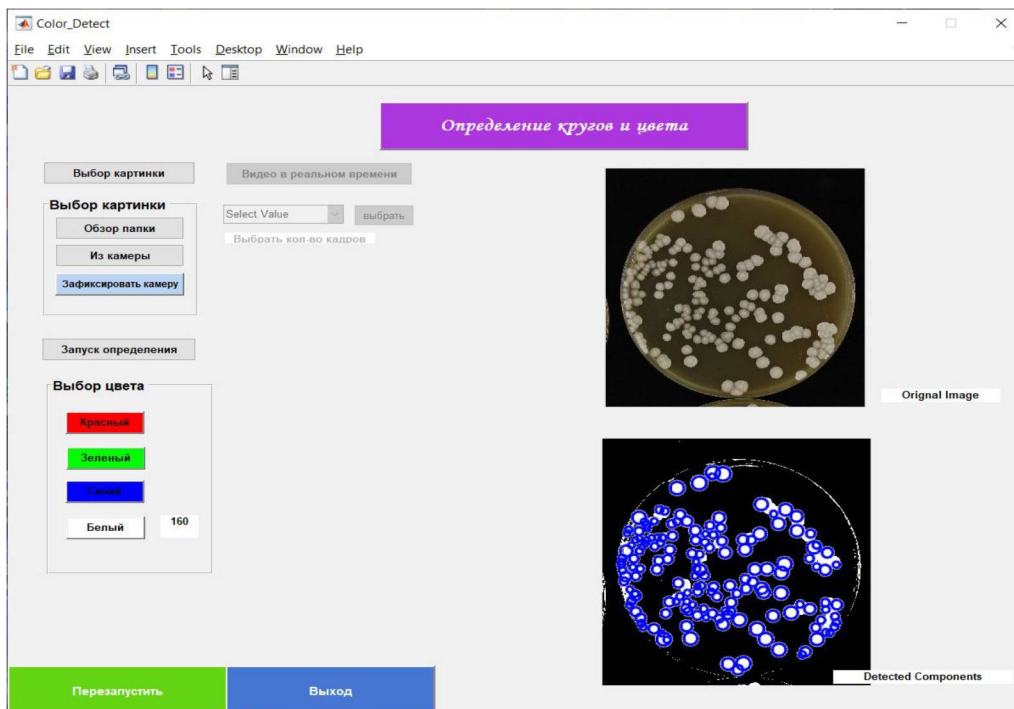 Color_Detect
File Edit View Insert Tools Desktop Window Help
Определение кругов и цвета
Выбор картинки
Видео в реальном времени
Выбор картинки
Обзор папки
Из камеры
Зафиксировать камеру
Select Value
выбрать
Выбрать кол-во кадров
Запуск определения
Выбор цвета
Красный
Зеленый
Синий
Белый
160
Orignal Image
Detected Components
Перезапустить
Выход